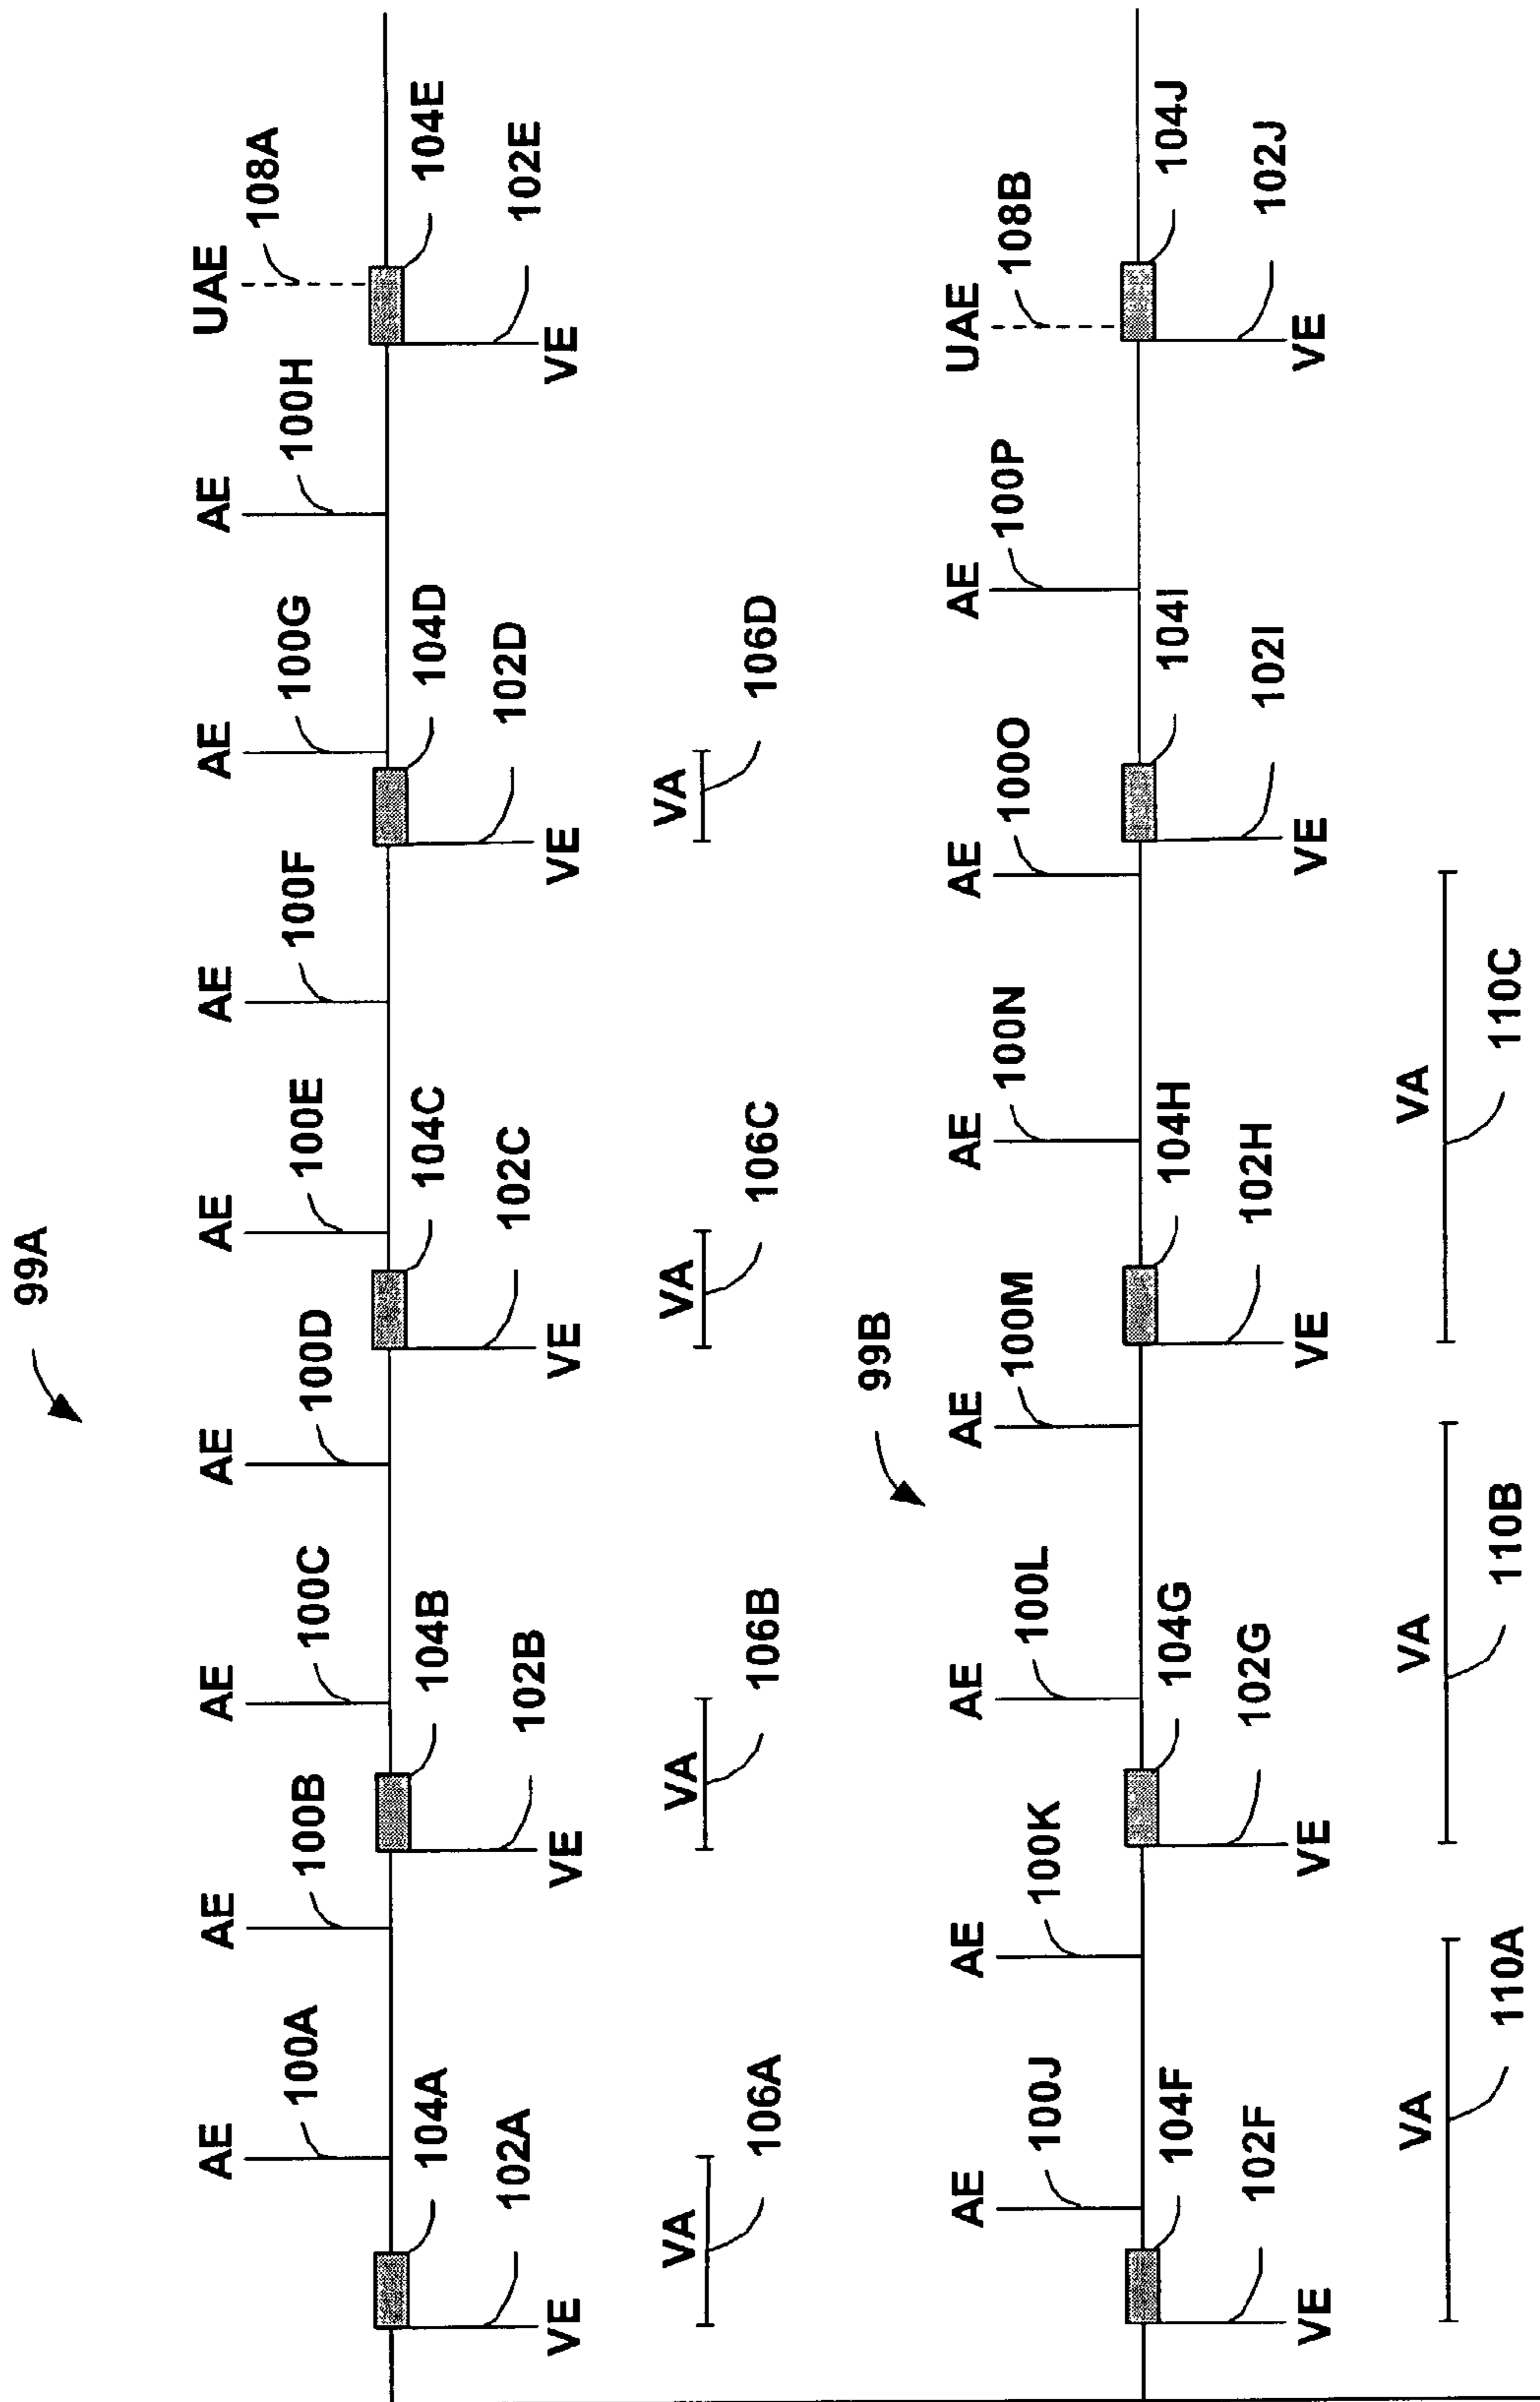 99A
AE AE AE AE AE AE AE AE UAE
100A 100B 100C 100D 100E 100F 100G 100H 108A
104A 104B 104C 104D 104E
102A 102B 102C 102D 102E
VE VE VE VE VE
VA VA VA VA
106A 106B 106C 106D
99B
AE AE AE AE AE AE AE UAE
100J 100K 100L 100M 100N 100O 100P 108B
104F 104G 104H 104I 104J
102F 102G 102H 102I 102J
VE VE VE VE VE
VA VA VA
110A 110B 110C